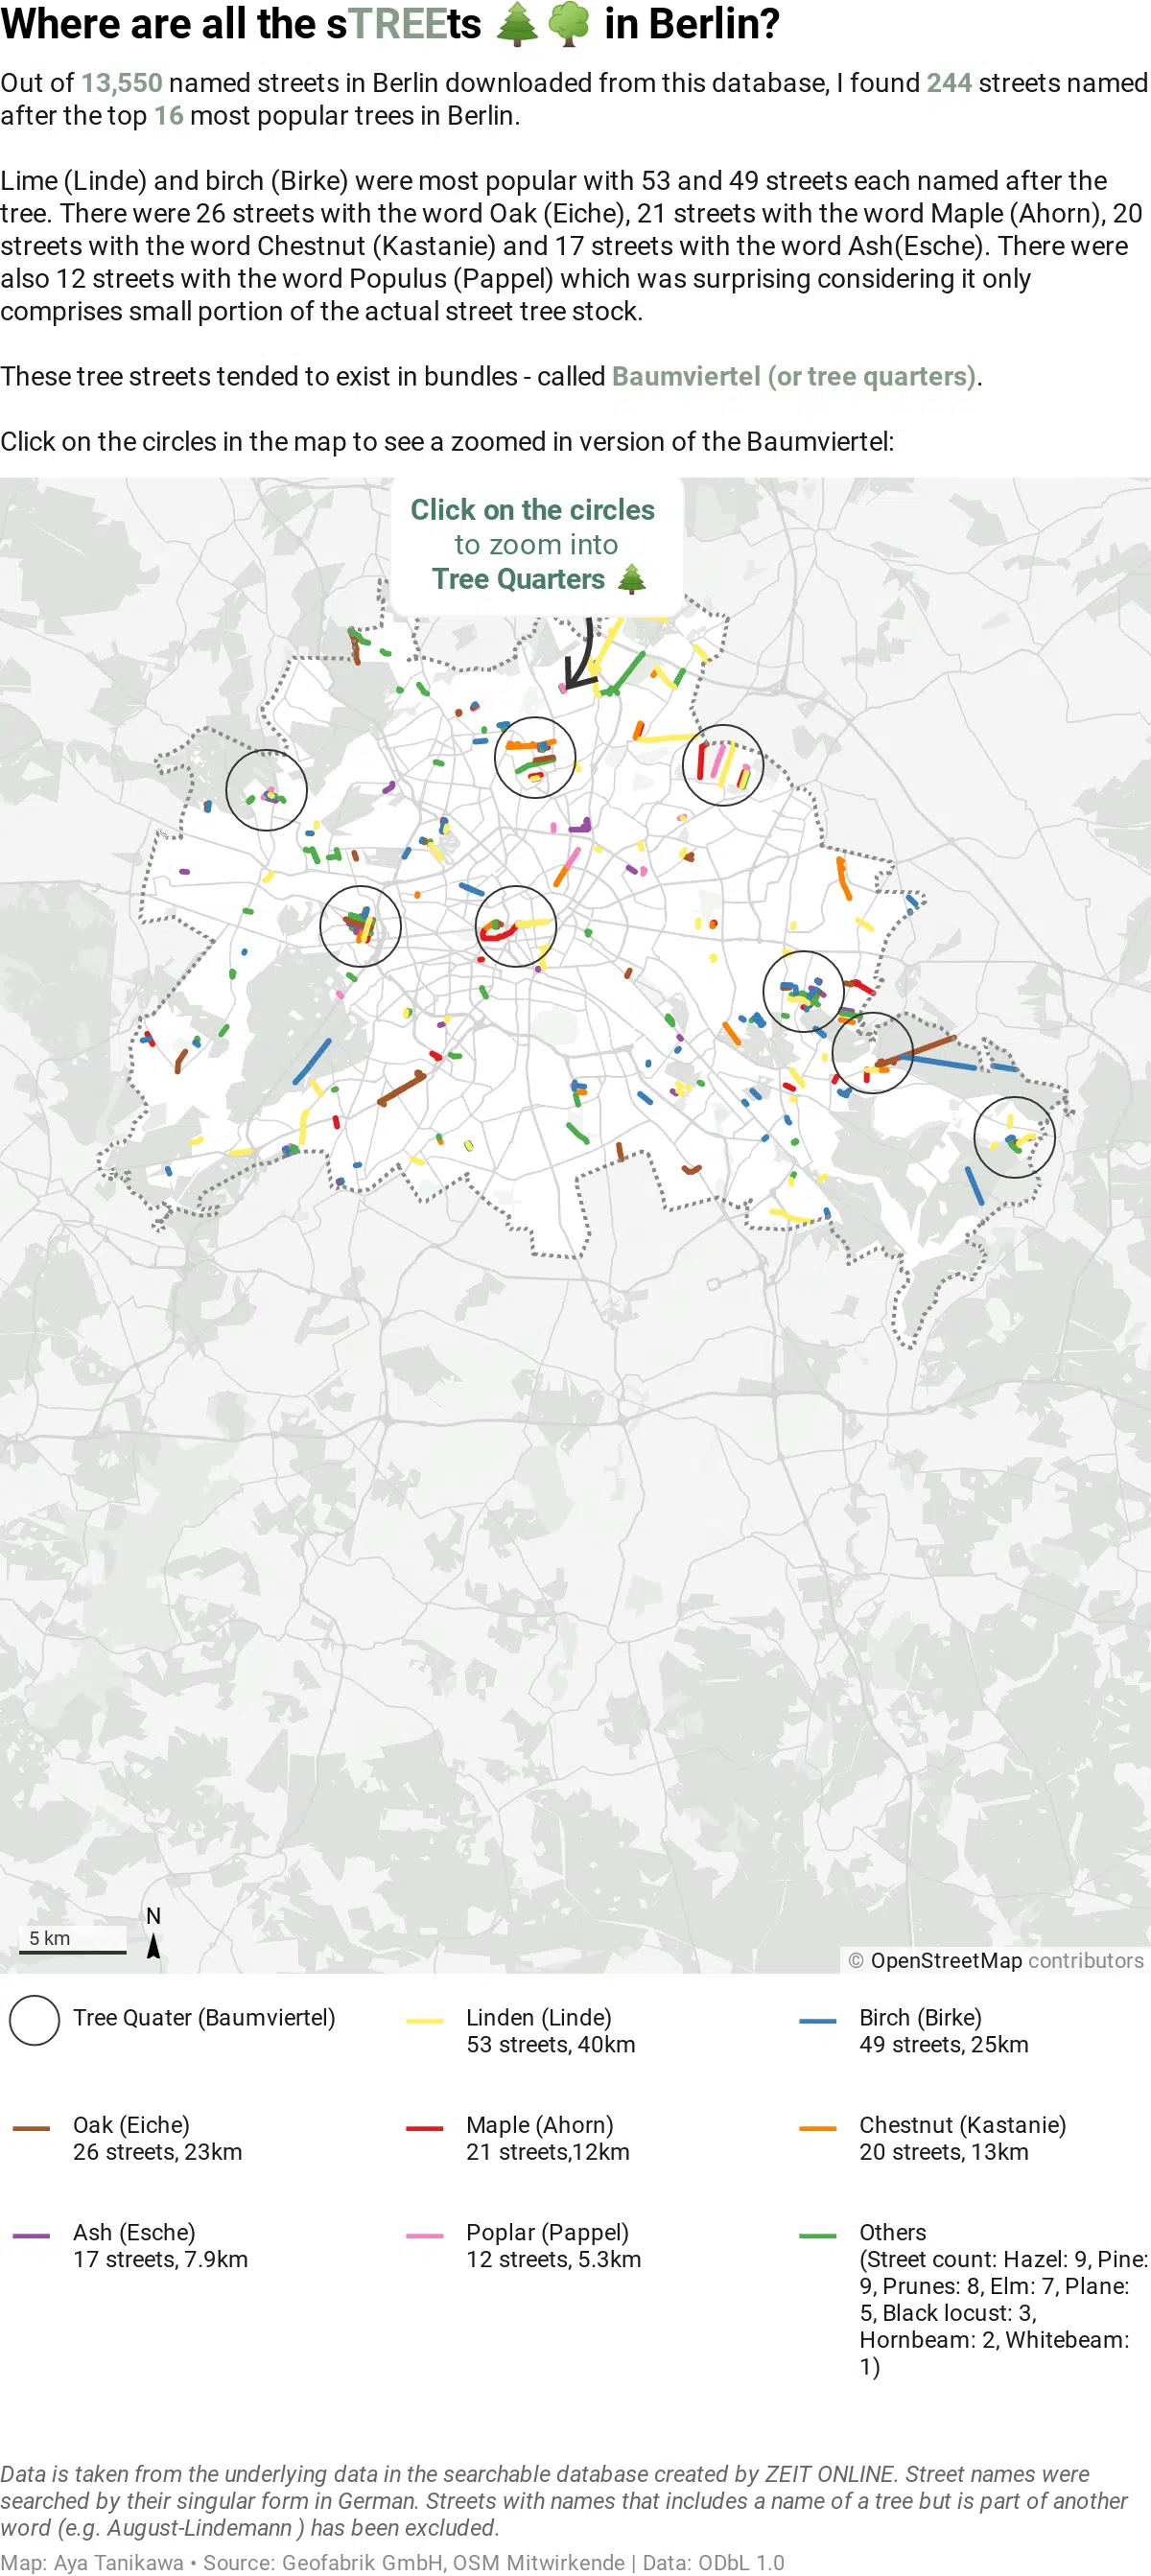 Where are all the sTREEts 🌲🌳 in Berlin?
Out of 13,550 named streets in Berlin downloaded from this database, I found 244 streets named
after the top 16 most popular trees in Berlin.
Lime (Linde) and birch (Birke) were most popular with 53 and 49 streets each named after the
tree. There were 26 streets with the word Oak (Eiche), 21 streets with the word Maple (Ahorn), 20
streets with the word Chestnut (Kastanie) and 17 streets with the word Ash(Esche). There were
also 12 streets with the word Populus (Pappel) which was surprising considering it only
comprises small portion of the actual street tree stock.
These tree streets tended to exist in bundles - called Baumviertel (or tree quarters).
Click on the circles in the map to see a zoomed in version of the Baumviertel:
Click on the circles
to zoom into
Tree Quarters 🌲
N
5 km
© OpenStreetMap contributors
Tree Quater (Baumviertel)
Linden (Linde)
53 streets, 40km
Birch (Birke)
49 streets, 25km
Oak (Eiche)
26 streets, 23km
Maple (Ahorn)
21 streets,12km
Chestnut (Kastanie)
20 streets, 13km
Ash (Esche)
17 streets, 7.9km
Poplar (Pappel)
12 streets, 5.3km
Others
(Street count: Hazel: 9, Pine:
9, Prunes: 8, Elm: 7, Plane:
5, Black locust: 3,
Hornbeam: 2, Whitebeam:
1)
Data is taken from the underlying data in the searchable database created by ZEIT ONLINE. Street names were
searched by their singular form in German. Streets with names that includes a name of a tree but is part of another
word (e.g. August-Lindemann ) has been excluded.
Map: Aya Tanikawa • Source: Geofabrik GmbH, OSM Mitwirkende | Data: ODbL 1.0